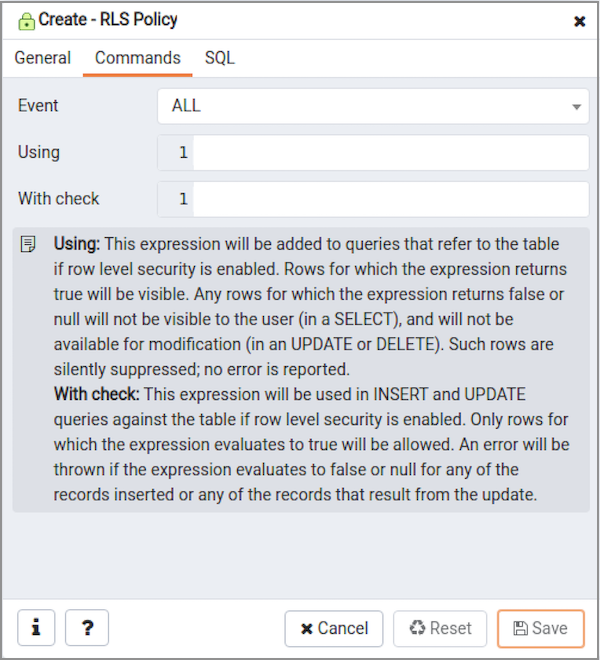 Create - RLS Policy
General Commands SQL
Event ALL
Using 1
With check 1
Using: This expression will be added to queries that refer to the table
if row level security is enabled. Rows for which the expression returns
true will be visible. Any rows for which the expression returns false or
null will not be visible to the user (in a SELECT), and will not be
available for modification (in an UPDATE or DELETE). Such rows are
silently suppressed; no error is reported.
With check: This expression will be used in INSERT and UPDATE
queries against the table if row level security is enabled. Only rows for
which the expression evaluates to true will be allowed. An error will be
thrown if the expression evaluates to false or null for any of the
records inserted or any of the records that result from the update.
i ? Cancel Reset Save